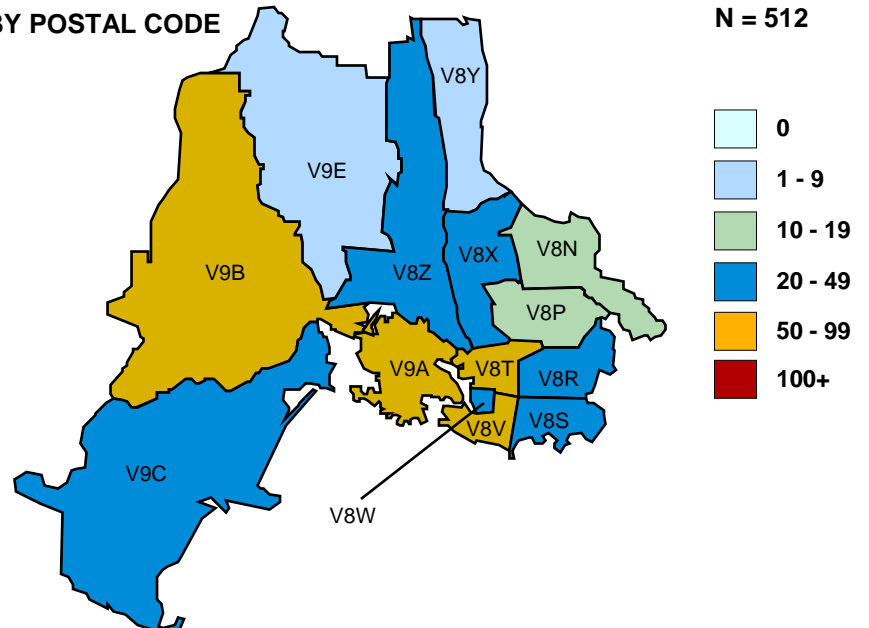 BY POSTAL CODE
N = 512
V8Y
0
1 - 9
V9E
10 - 19
V8N
V8X
V9B
V8Z
20 - 49
V8P
50 - 99
V9A
V8T
V8R
100+
V8V
V8S
V9C
V8W